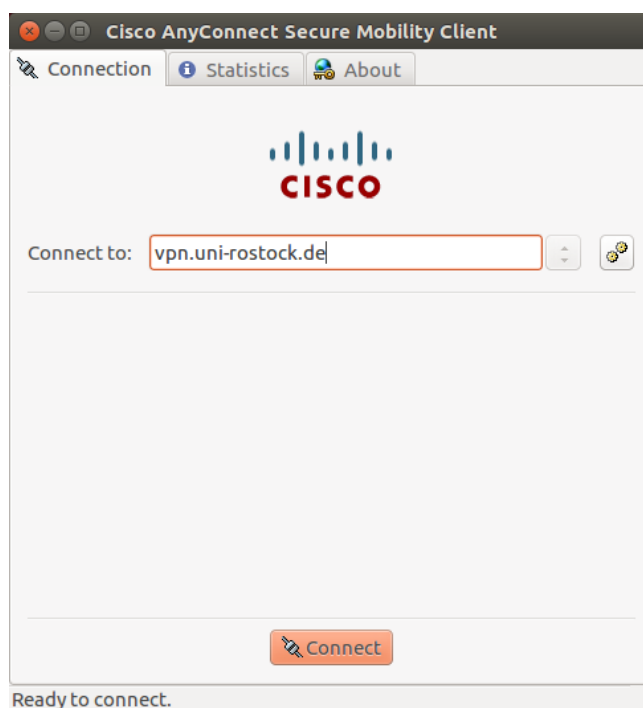 Cisco AnyConnect Secure Mobility Client
Connection Statistics About
CISCO
Connect to: vpn.uni-rostock.de
Connect
Ready to connect.